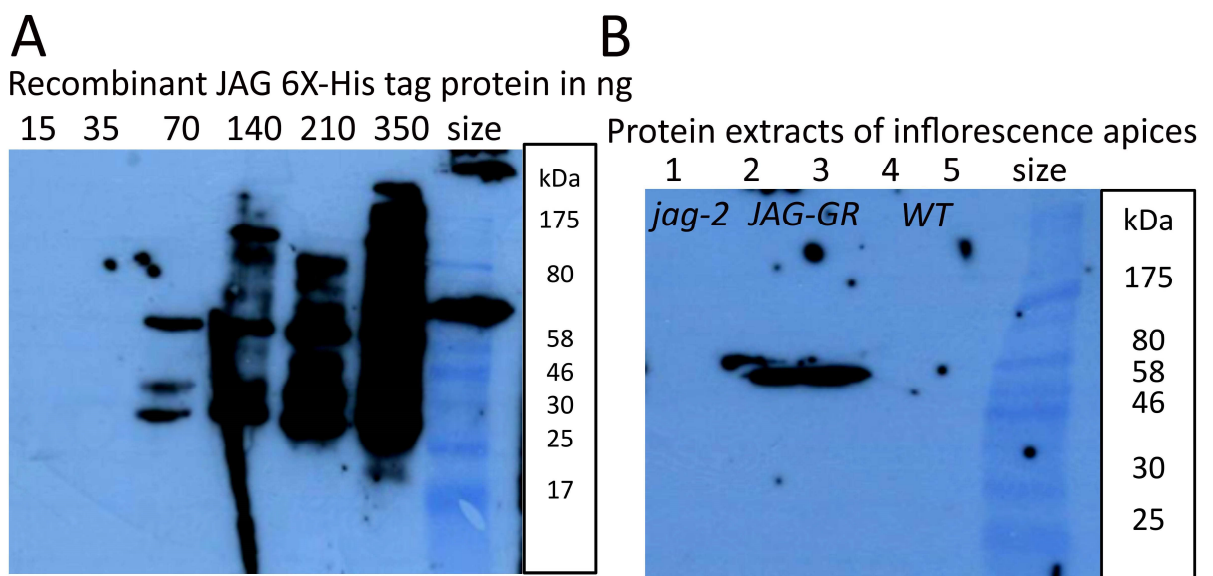 A
Recombinant JAG 6X-His tag protein in ng
15 35 70 140 210 350 size
kDa
175
80
58
46
30
25
17
B
Protein extracts of inflorescence apices
1 2 3 4 5 size
jag-2 JAG-GR WT
kDa
175
80
58
46
30
25